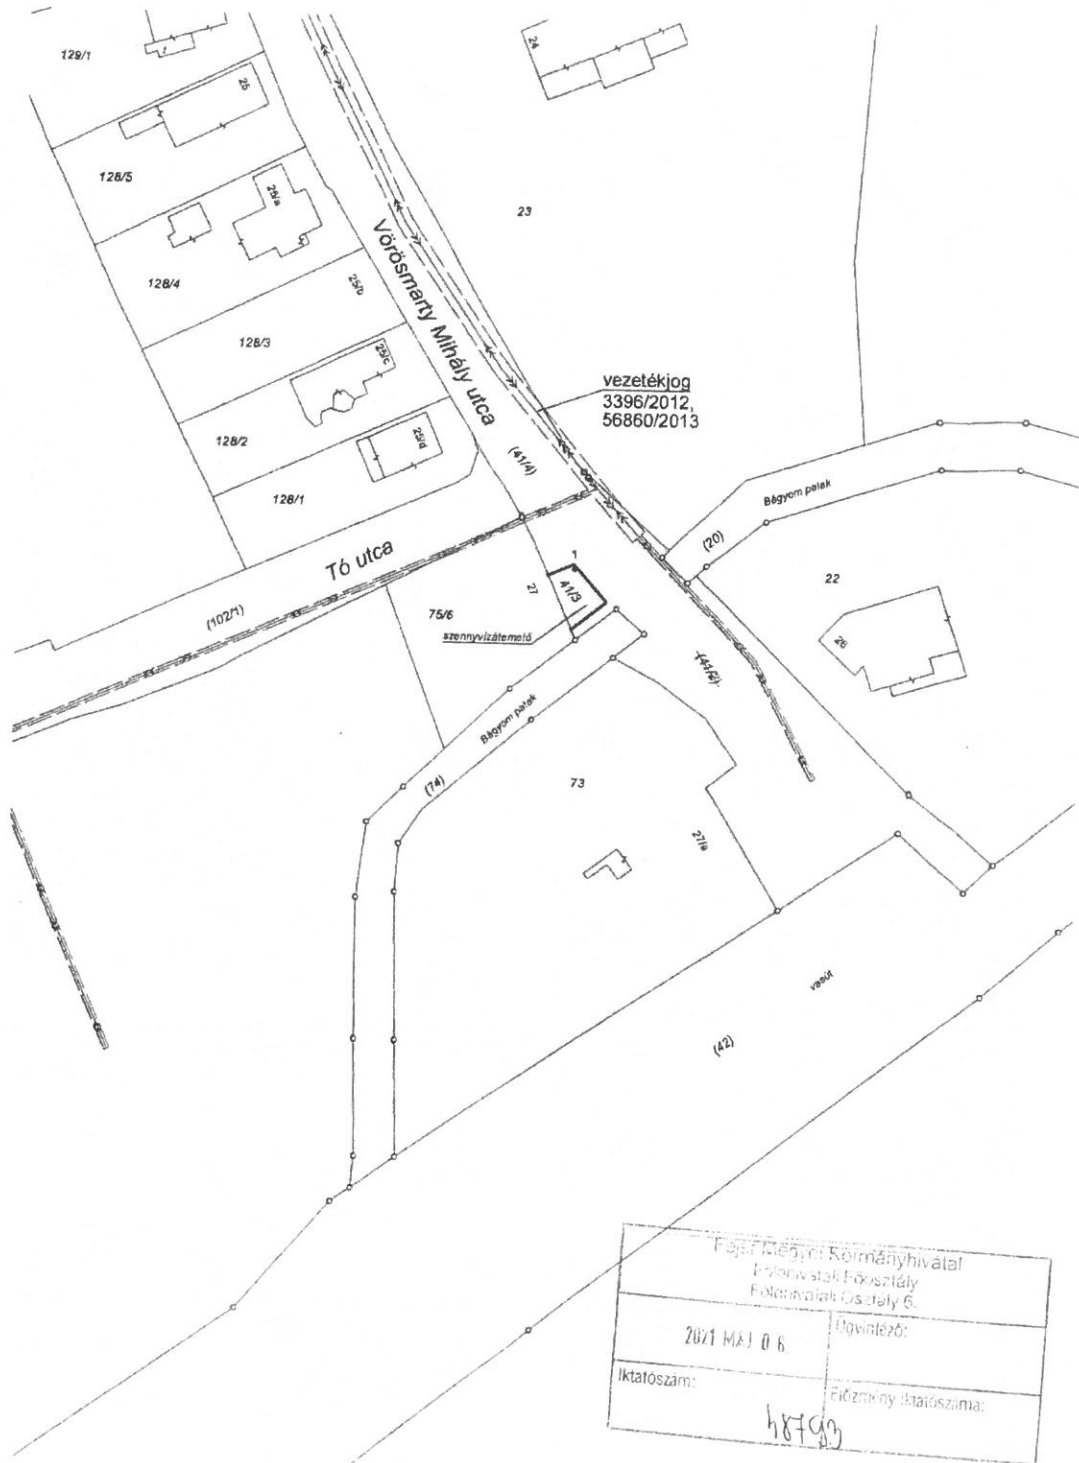 129/1
25
24
128/5
25/a
23
128/4
25/b
Vörösmarty Mihály utca
128/3
25/c
vezetékjog
3396/2012,
56860/2013
128/2
25/d
(41/4)
128/1
Bágyom patak
(20)
Tó utca
1
41/3
27
22
(102/1)
75/6
szennyvízátemelő
26
(41/2)
Bágyom patak
(74)
73
27/a
vasút
(42)
Fejér Megyei Kormányhivatal
Földhivatali Főosztály
Földhivatali Osztály 6.
2021 MÁJ 06.
Ügyintéző:
Iktatószám:
Előzmény iktatószáma: